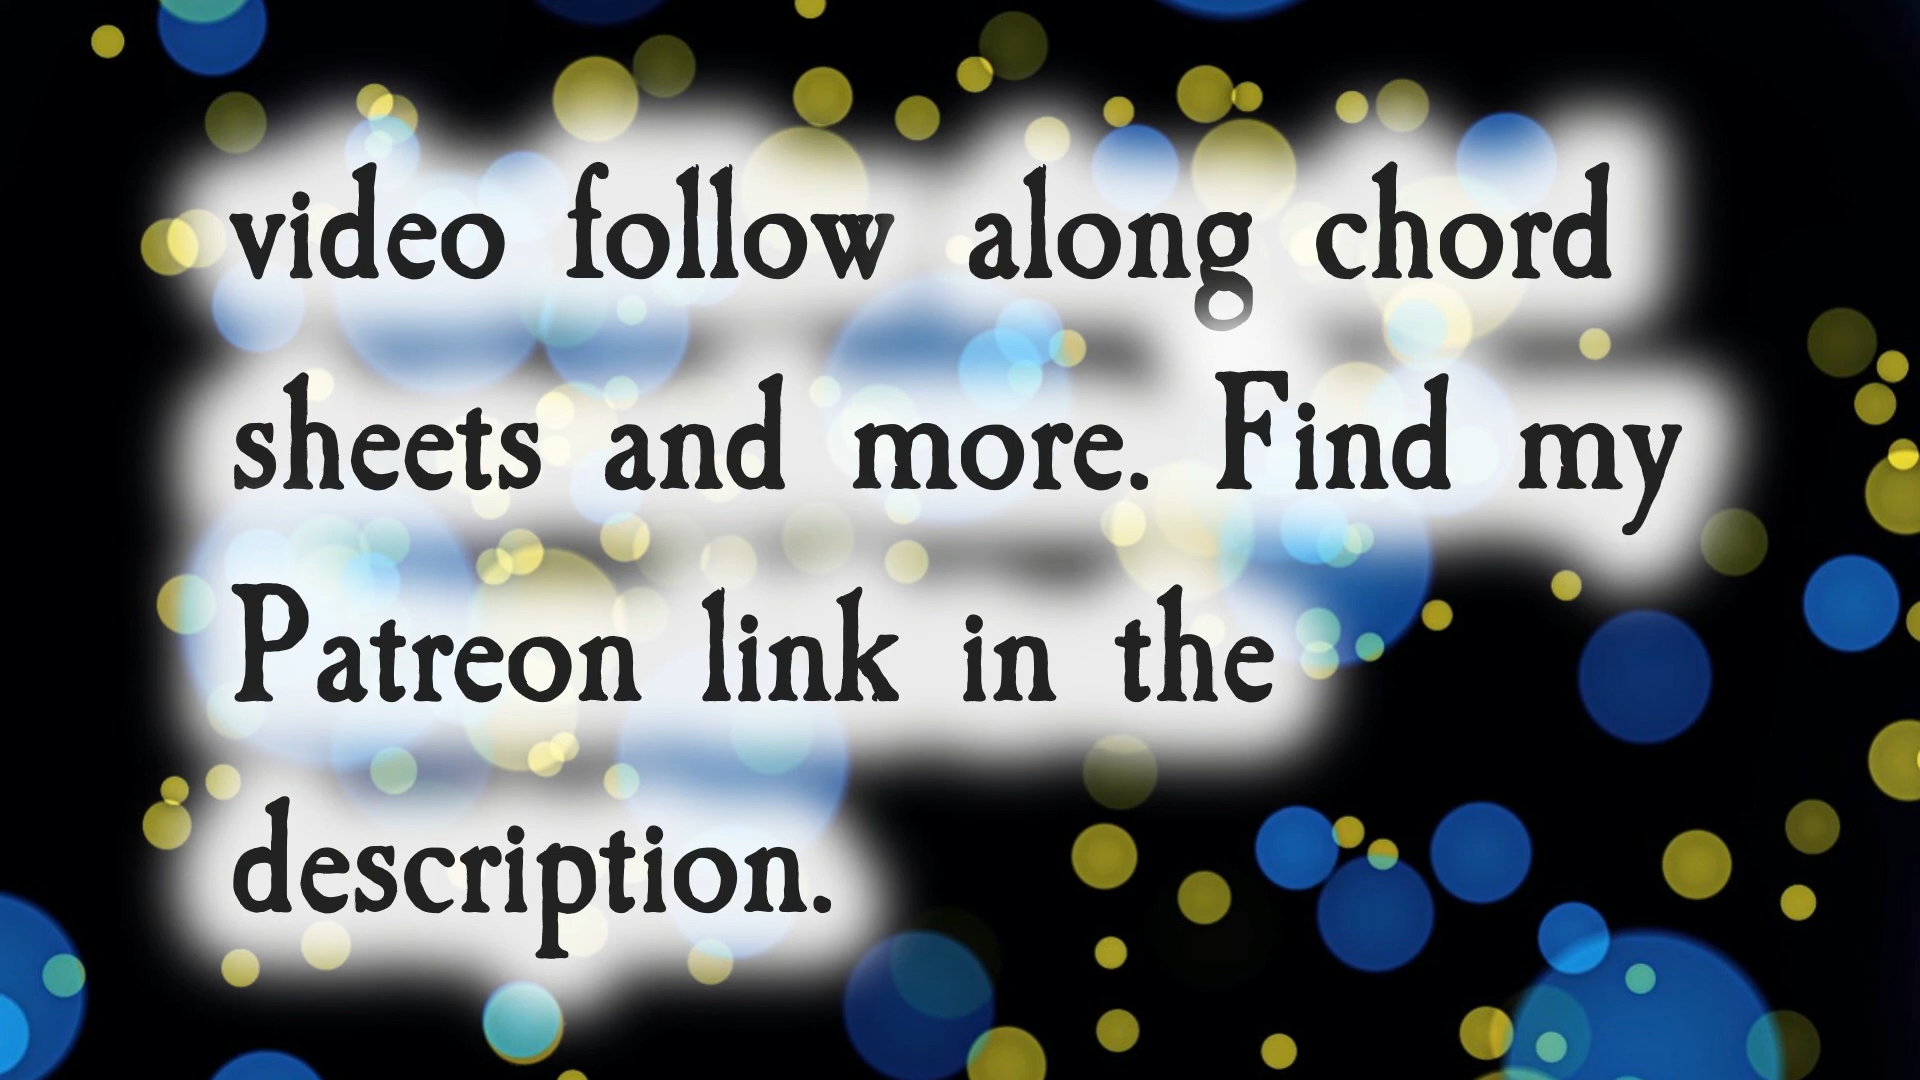 video follow along chord
sheets and more. Find my
Patreon link in the
description.